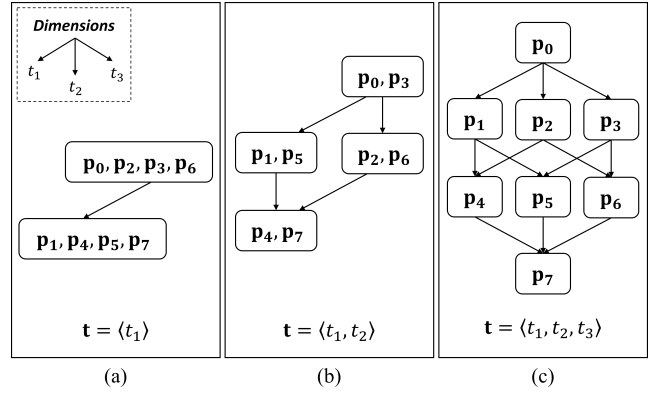 Dimensions
t₁
t₂
t₃
p₀, p₂, p₃, p₆
p₁, p₄, p₅, p₇
t = ⟨t₁⟩
(a)
p₀, p₃
p₁, p₅
p₂, p₆
p₄, p₇
t = ⟨t₁, t₂⟩
(b)
p₀
p₁
p₂
p₃
p₄
p₅
p₆
p₇
t = ⟨t₁, t₂, t₃⟩
(c)